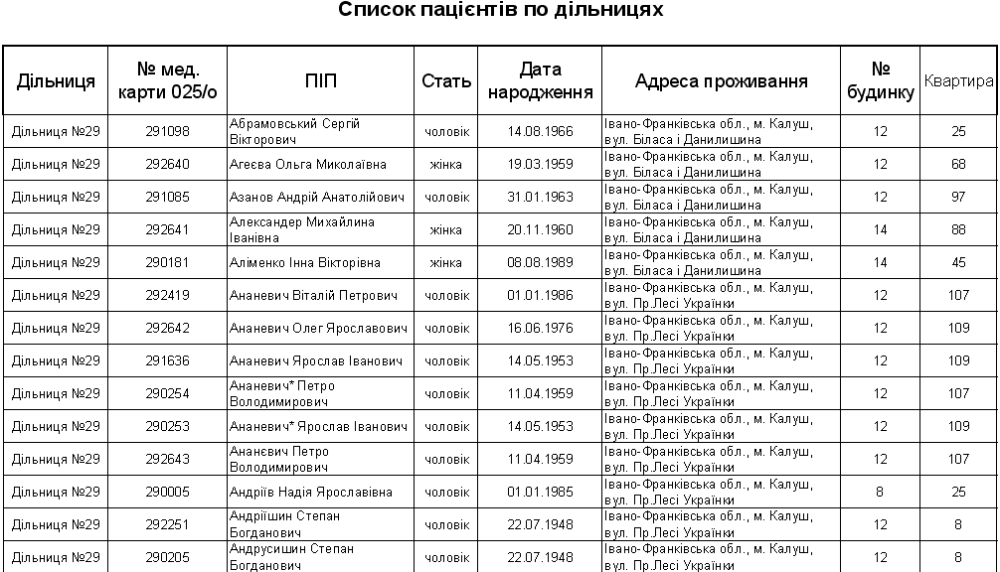 Список пацієнтів по дільницях
Дільниця № мед. карти 025/о ПІП Стать Дата народження Адреса проживання № будинку Квартира
Дільниця №29 291098 Абрамовський Сергій Вікторович чоловік 14.08.1966 Івано-Франківська обл., м. Калуш, вул. Біласа і Данилишина 12 25
Дільниця №29 292640 Агеєва Ольга Миколаївна жінка 19.03.1959 Івано-Франківська обл., м. Калуш, вул. Біласа і Данилишина 12 68
Дільниця №29 291085 Азанов Андрій Анатолійович чоловік 31.01.1963 Івано-Франківська обл., м. Калуш, вул. Біласа і Данилишина 12 97
Дільниця №29 292641 Александер Михайлина Іванівна жінка 20.11.1960 Івано-Франківська обл., м. Калуш, вул. Біласа і Данилишина 14 88
Дільниця №29 290181 Аліменко Інна Вікторівна жінка 08.08.1989 Івано-Франківська обл., м. Калуш, вул. Біласа і Данилишина 14 45
Дільниця №29 292419 Ананевич Віталій Петрович чоловік 01.01.1986 Івано-Франківська обл., м. Калуш, вул. Пр.Лесі Українки 12 107
Дільниця №29 292642 Ананевич Олег Ярославович чоловік 16.06.1976 Івано-Франківська обл., м. Калуш, вул. Пр.Лесі Українки 12 109
Дільниця №29 291636 Ананевич Ярослав Іванович чоловік 14.05.1953 Івано-Франківська обл., м. Калуш, вул. Пр.Лесі Українки 12 109
Дільниця №29 290254 Ананевич* Петро Володимирович чоловік 11.04.1959 Івано-Франківська обл., м. Калуш, вул. Пр.Лесі Українки 12 107
Дільниця №29 290253 Ананевич* Ярослав Іванович чоловік 14.05.1953 Івано-Франківська обл., м. Калуш, вул. Пр.Лесі Українки 12 109
Дільниця №29 292643 Ананєвич Петро Володимирович чоловік 11.04.1959 Івано-Франківська обл., м. Калуш, вул. Пр.Лесі Українки 12 107
Дільниця №29 290005 Андріїв Надія Ярославівна чоловік 01.01.1985 Івано-Франківська обл., м. Калуш, вул. Пр.Лесі Українки 8 25
Дільниця №29 292251 Андріїшин Степан Богданович чоловік 22.07.1948 Івано-Франківська обл., м. Калуш, вул. Пр.Лесі Українки 12 8
Дільниця №29 290205 Андрусишин Степан Богданович чоловік 22.07.1948 Івано-Франківська обл., м. Калуш, вул. Пр.Лесі Українки 12 8